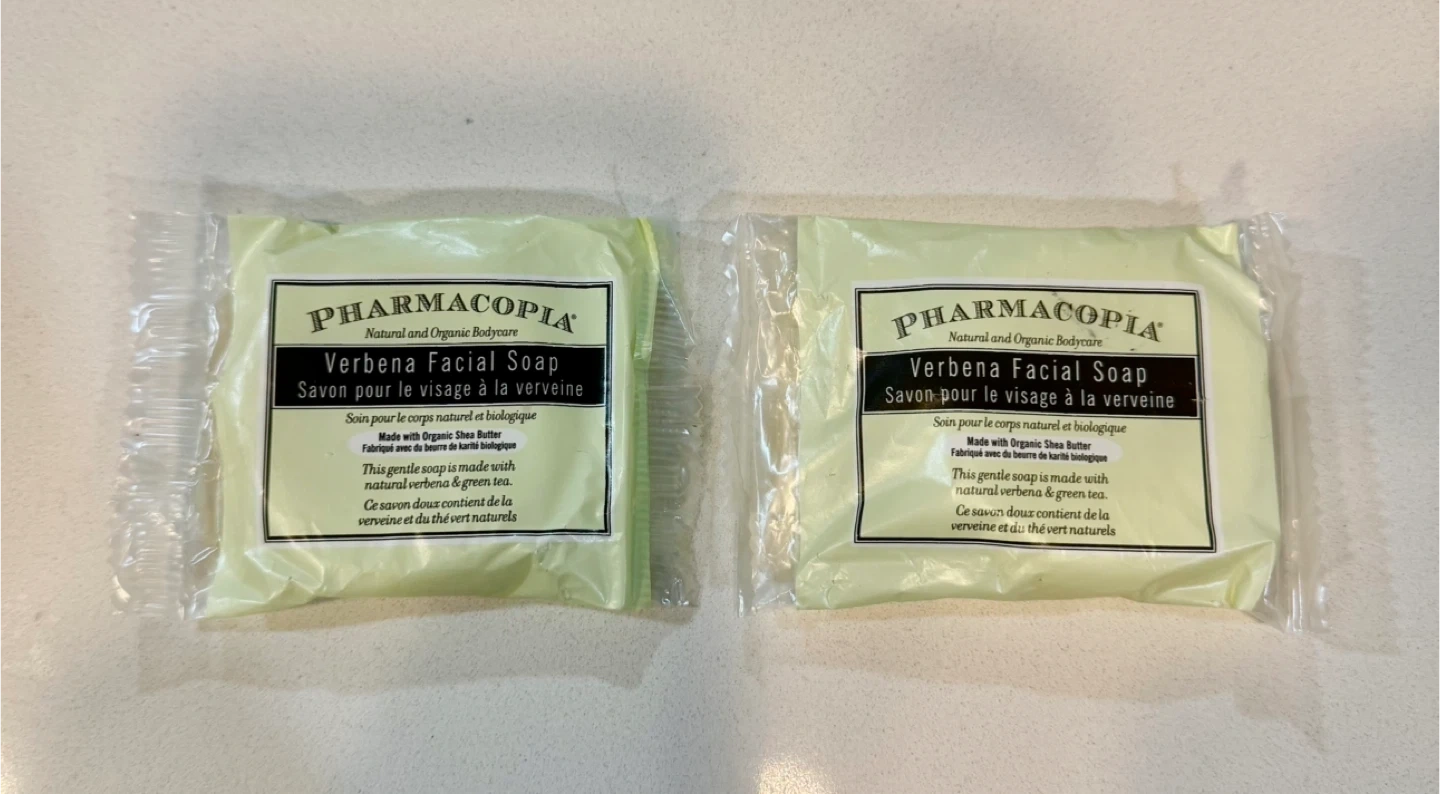 PHARMACOPIA®
Natural and Organic Bodycare
Verbena Facial Soap
Savon pour le visage à la verveine
Soin pour le corps naturel et biologique
Made with Organic Shea Butter
Fabriqué avec du beurre de karité biologique
This gentle soap is made with
natural verbena & green tea.
Ce savon doux contient de la
verveine et du thé vert naturels
PHARMACOPIA®
Natural and Organic Bodycare
Verbena Facial Soap
Savon pour le visage à la verveine
Soin pour le corps naturel et biologique
Made with Organic Shea Butter
Fabriqué avec du beurre de karité biologique
This gentle soap is made with
natural verbena & green tea.
Ce savon doux contient de la
verveine et du thé vert naturels